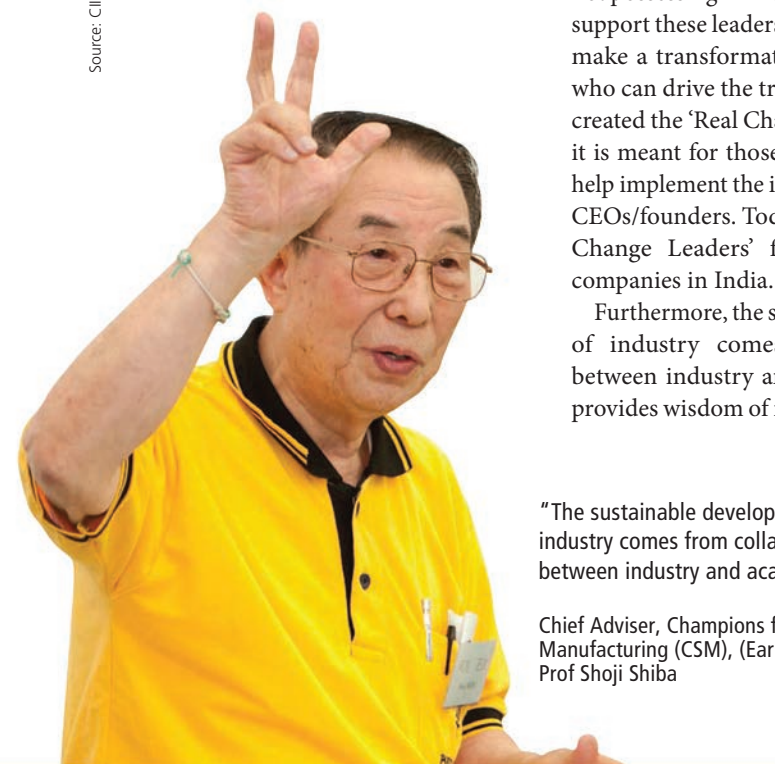 Source: CII
support these leaders
make a transformat
who can drive the tr
created the ‘Real Cha
it is meant for those
help implement the i
CEOs/founders. Tod
Change Leaders’ f
companies in India.
Furthermore, the s
of industry comes
between industry a
provides wisdom of
"The sustainable develop
industry comes from colla
between industry and aca
Chief Adviser, Champions f
Manufacturing (CSM), (Ear
Prof Shoji Shiba